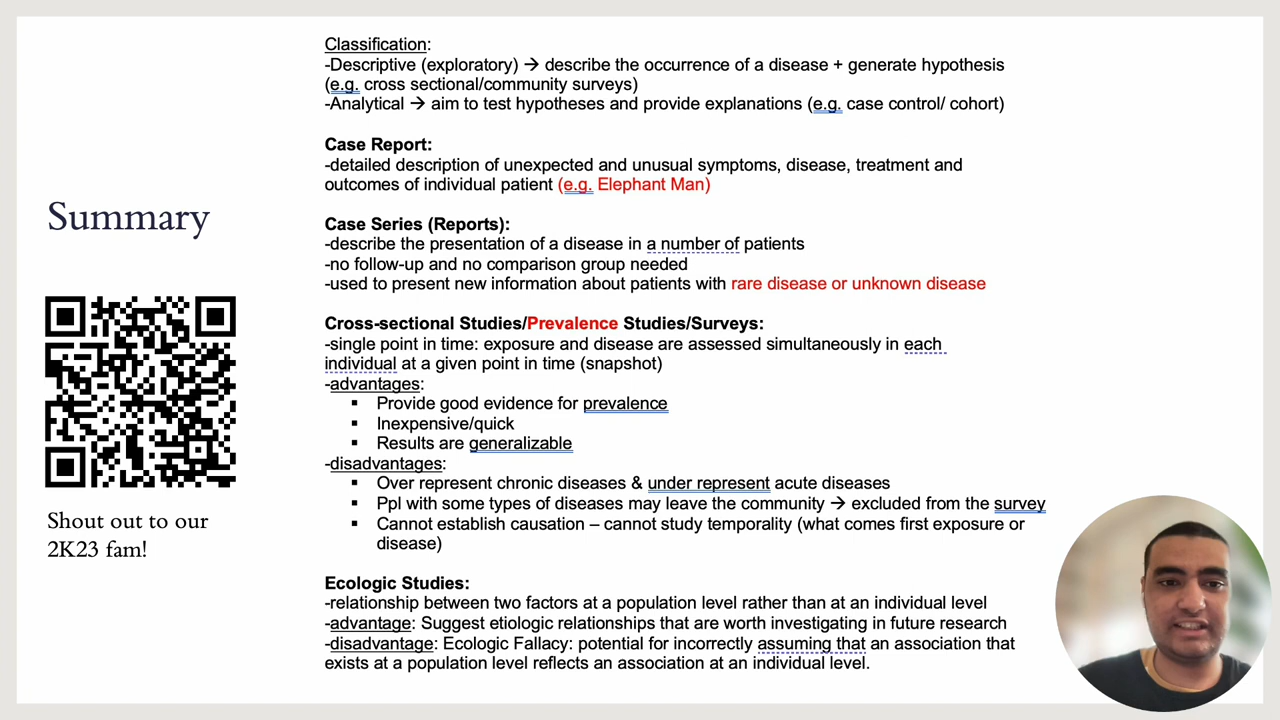 Summary
Shout out to our
2K23 fam!
Classification:
-Descriptive (exploratory) → describe the occurrence of a disease + generate hypothesis
(e.g. cross sectional/community surveys)
-Analytical → aim to test hypotheses and provide explanations (e.g. case control/ cohort)
Case Report:
-detailed description of unexpected and unusual symptoms, disease, treatment and
outcomes of individual patient (e.g. Elephant Man)
Case Series (Reports):
-describe the presentation of a disease in a number of patients
-no follow-up and no comparison group needed
-used to present new information about patients with rare disease or unknown disease
Cross-sectional Studies/Prevalence Studies/Surveys:
-single point in time: exposure and disease are assessed simultaneously in each
individual at a given point in time (snapshot)
-advantages:
▪ Provide good evidence for prevalence
▪ Inexpensive/quick
▪ Results are generalizable
-disadvantages:
▪ Over represent chronic diseases & under represent acute diseases
▪ Ppl with some types of diseases may leave the community → excluded from the survey
▪ Cannot establish causation – cannot study temporality (what comes first exposure or
disease)
Ecologic Studies:
-relationship between two factors at a population level rather than at an individual level
-advantage: Suggest etiologic relationships that are worth investigating in future research
-disadvantage: Ecologic Fallacy: potential for incorrectly assuming that an association that
exists at a population level reflects an association at an individual level.